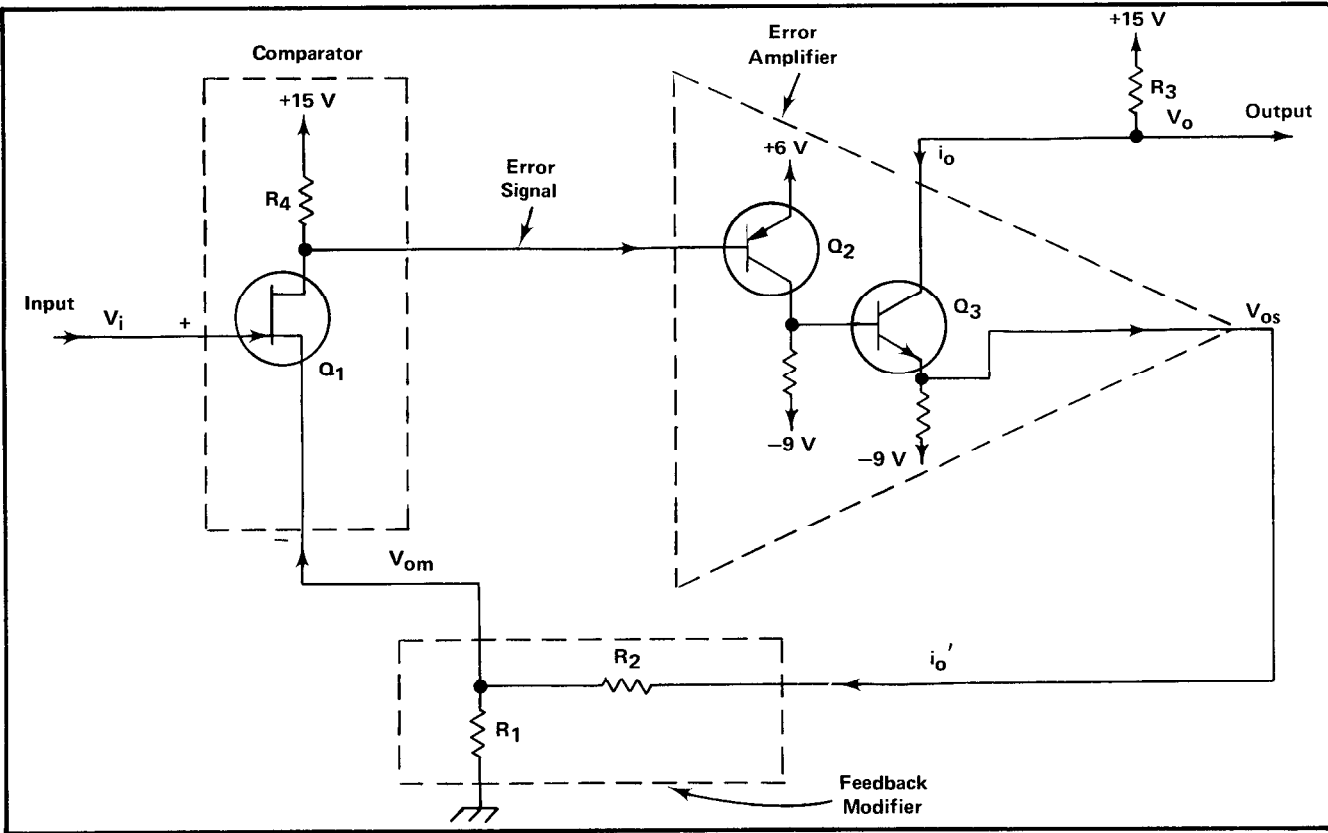 Comparator
+15 V
R4
Input
Vi
+
Q1
−
Vom
Error
Signal
Error
Amplifier
+6 V
Q2
−9 V
Q3
−9 V
io
+15 V
R3
Vo
Output
Vos
R2
io'
R1
Feedback
Modifier